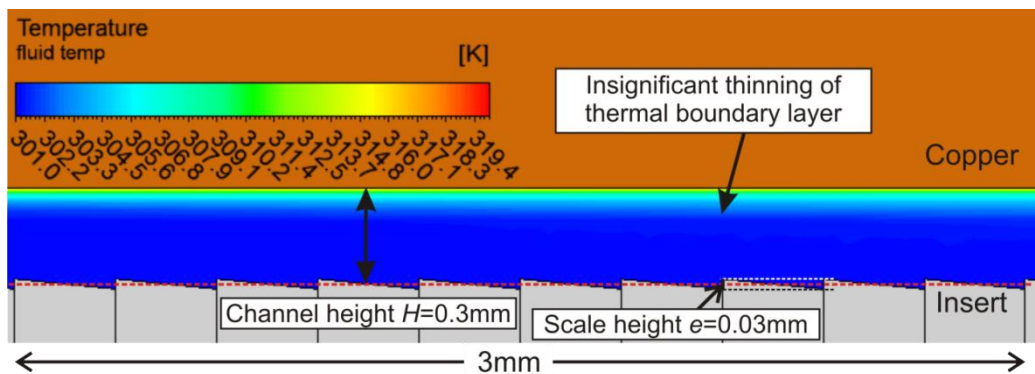 Temperature
fluid temp
[K]
301.0
302.2
303.3
304.5
305.6
306.8
307.9
309.1
310.2
311.4
312.5
313.7
314.8
316.0
317.1
318.3
319.4
Insignificant thinning of
thermal boundary layer
Copper
Channel height H=0.3mm
Scale height e=0.03mm
Insert
3mm